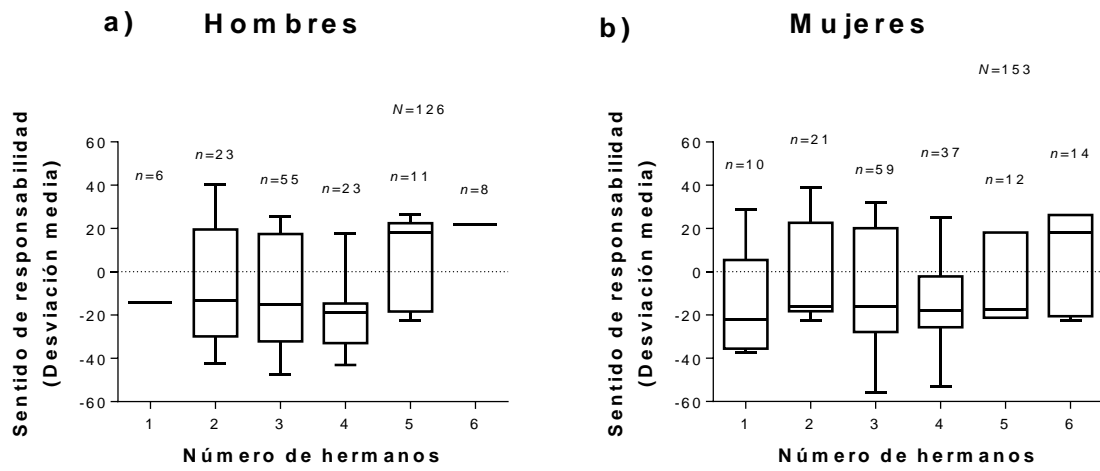 a) Hombres
N=126
n=6
n=23
n=55
n=23
n=11
n=8
Sentido de responsabilidad
(Desviación media)
60
40
20
0
-20
-40
-60
1 2 3 4 5 6
Número de hermanos
b) Mujeres
N=153
n=10
n=21
n=59
n=37
n=12
n=14
Sentido de responsabilidad
(Desviación media)
60
40
20
0
-20
-40
-60
1 2 3 4 5 6
Número de hermanos